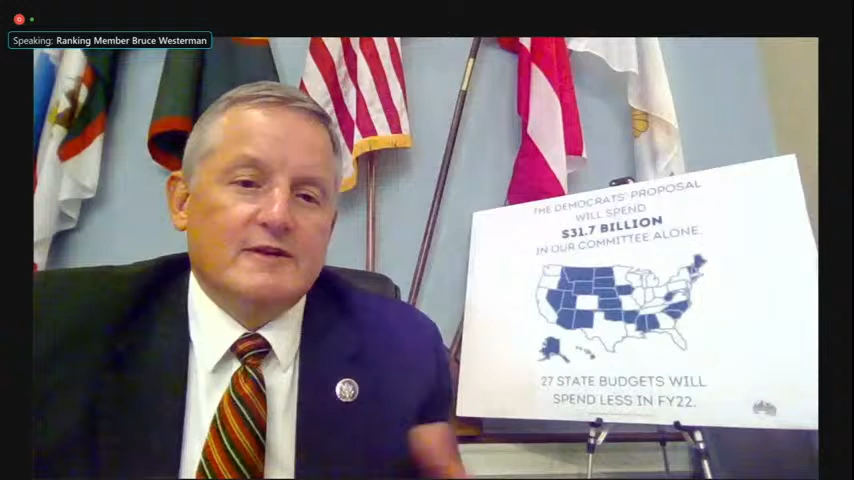 Speaking: Ranking Member Bruce Westerman
THE DEMOCRATS' PROPOSAL
WILL SPEND
$31.7 BILLION
IN OUR COMMITTEE ALONE.
27 STATE BUDGETS WILL
SPEND LESS IN FY22.